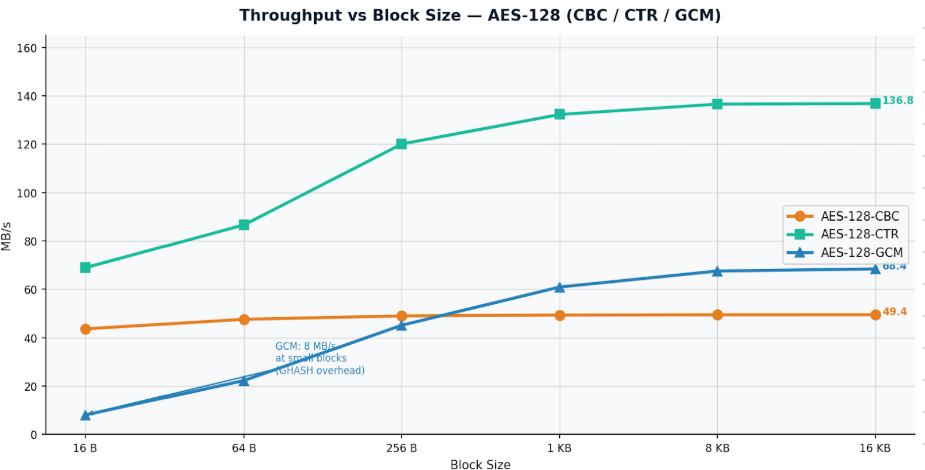 Throughput vs Block Size — AES-128 (CBC / CTR / GCM)
160
140
120
100
80
60
40
20
0
MB/s
136.8
AES-128-CBC
AES-128-CTR
AES-128-GCM
68.4
49.4
GCM: 8 MB/s
at small blocks
(GHASH overhead)
16 B
64 B
256 B
1 KB
8 KB
16 KB
Block Size